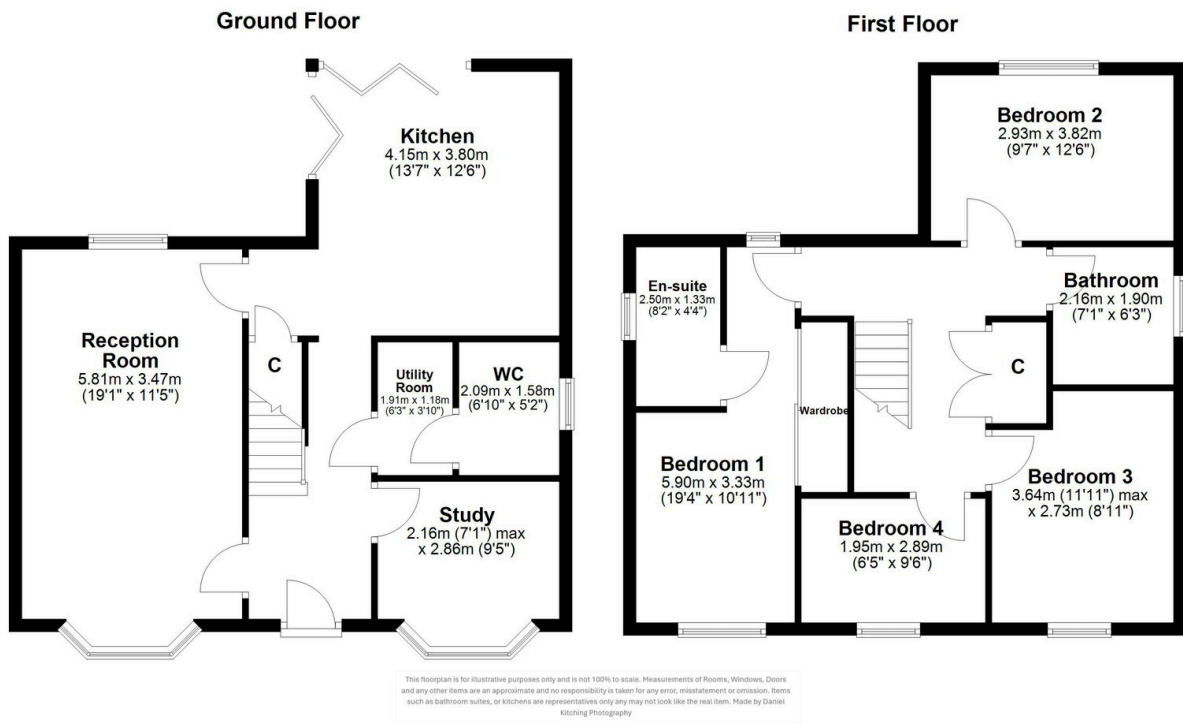 Ground Floor
Kitchen
4.15m x 3.80m
(13'7" x 12'6")
Reception
Room
5.81m x 3.47m
(19'1" x 11'5")
C
Utility
Room
1.91m x 1.18m
(6'3" x 3'10")
WC
2.09m x 1.58m
(6'10" x 5'2")
Study
2.16m (7'1") max
x 2.86m (9'5")
First Floor
Bedroom 2
2.93m x 3.82m
(9'7" x 12'6")
En-suite
2.50m x 1.33m
(8'2" x 4'4")
Bathroom
2.16m x 1.90m
(7'1" x 6'3")
C
Wardrobe
Bedroom 1
5.90m x 3.33m
(19'4" x 10'11")
Bedroom 3
3.64m (11'11") max
x 2.73m (8'11")
Bedroom 4
1.95m x 2.89m
(6'5" x 9'6")
This floorplan is for illustrative purposes only and is not 100% to scale. Measurements of Rooms, Windows, Doors
and any other items are an approximate and no responsibility is taken for any error, misstatement or omission. Items
such as bathroom suites, or kitchens are representatives only any may not look like the real item. Made by Daniel
Kitching Photography